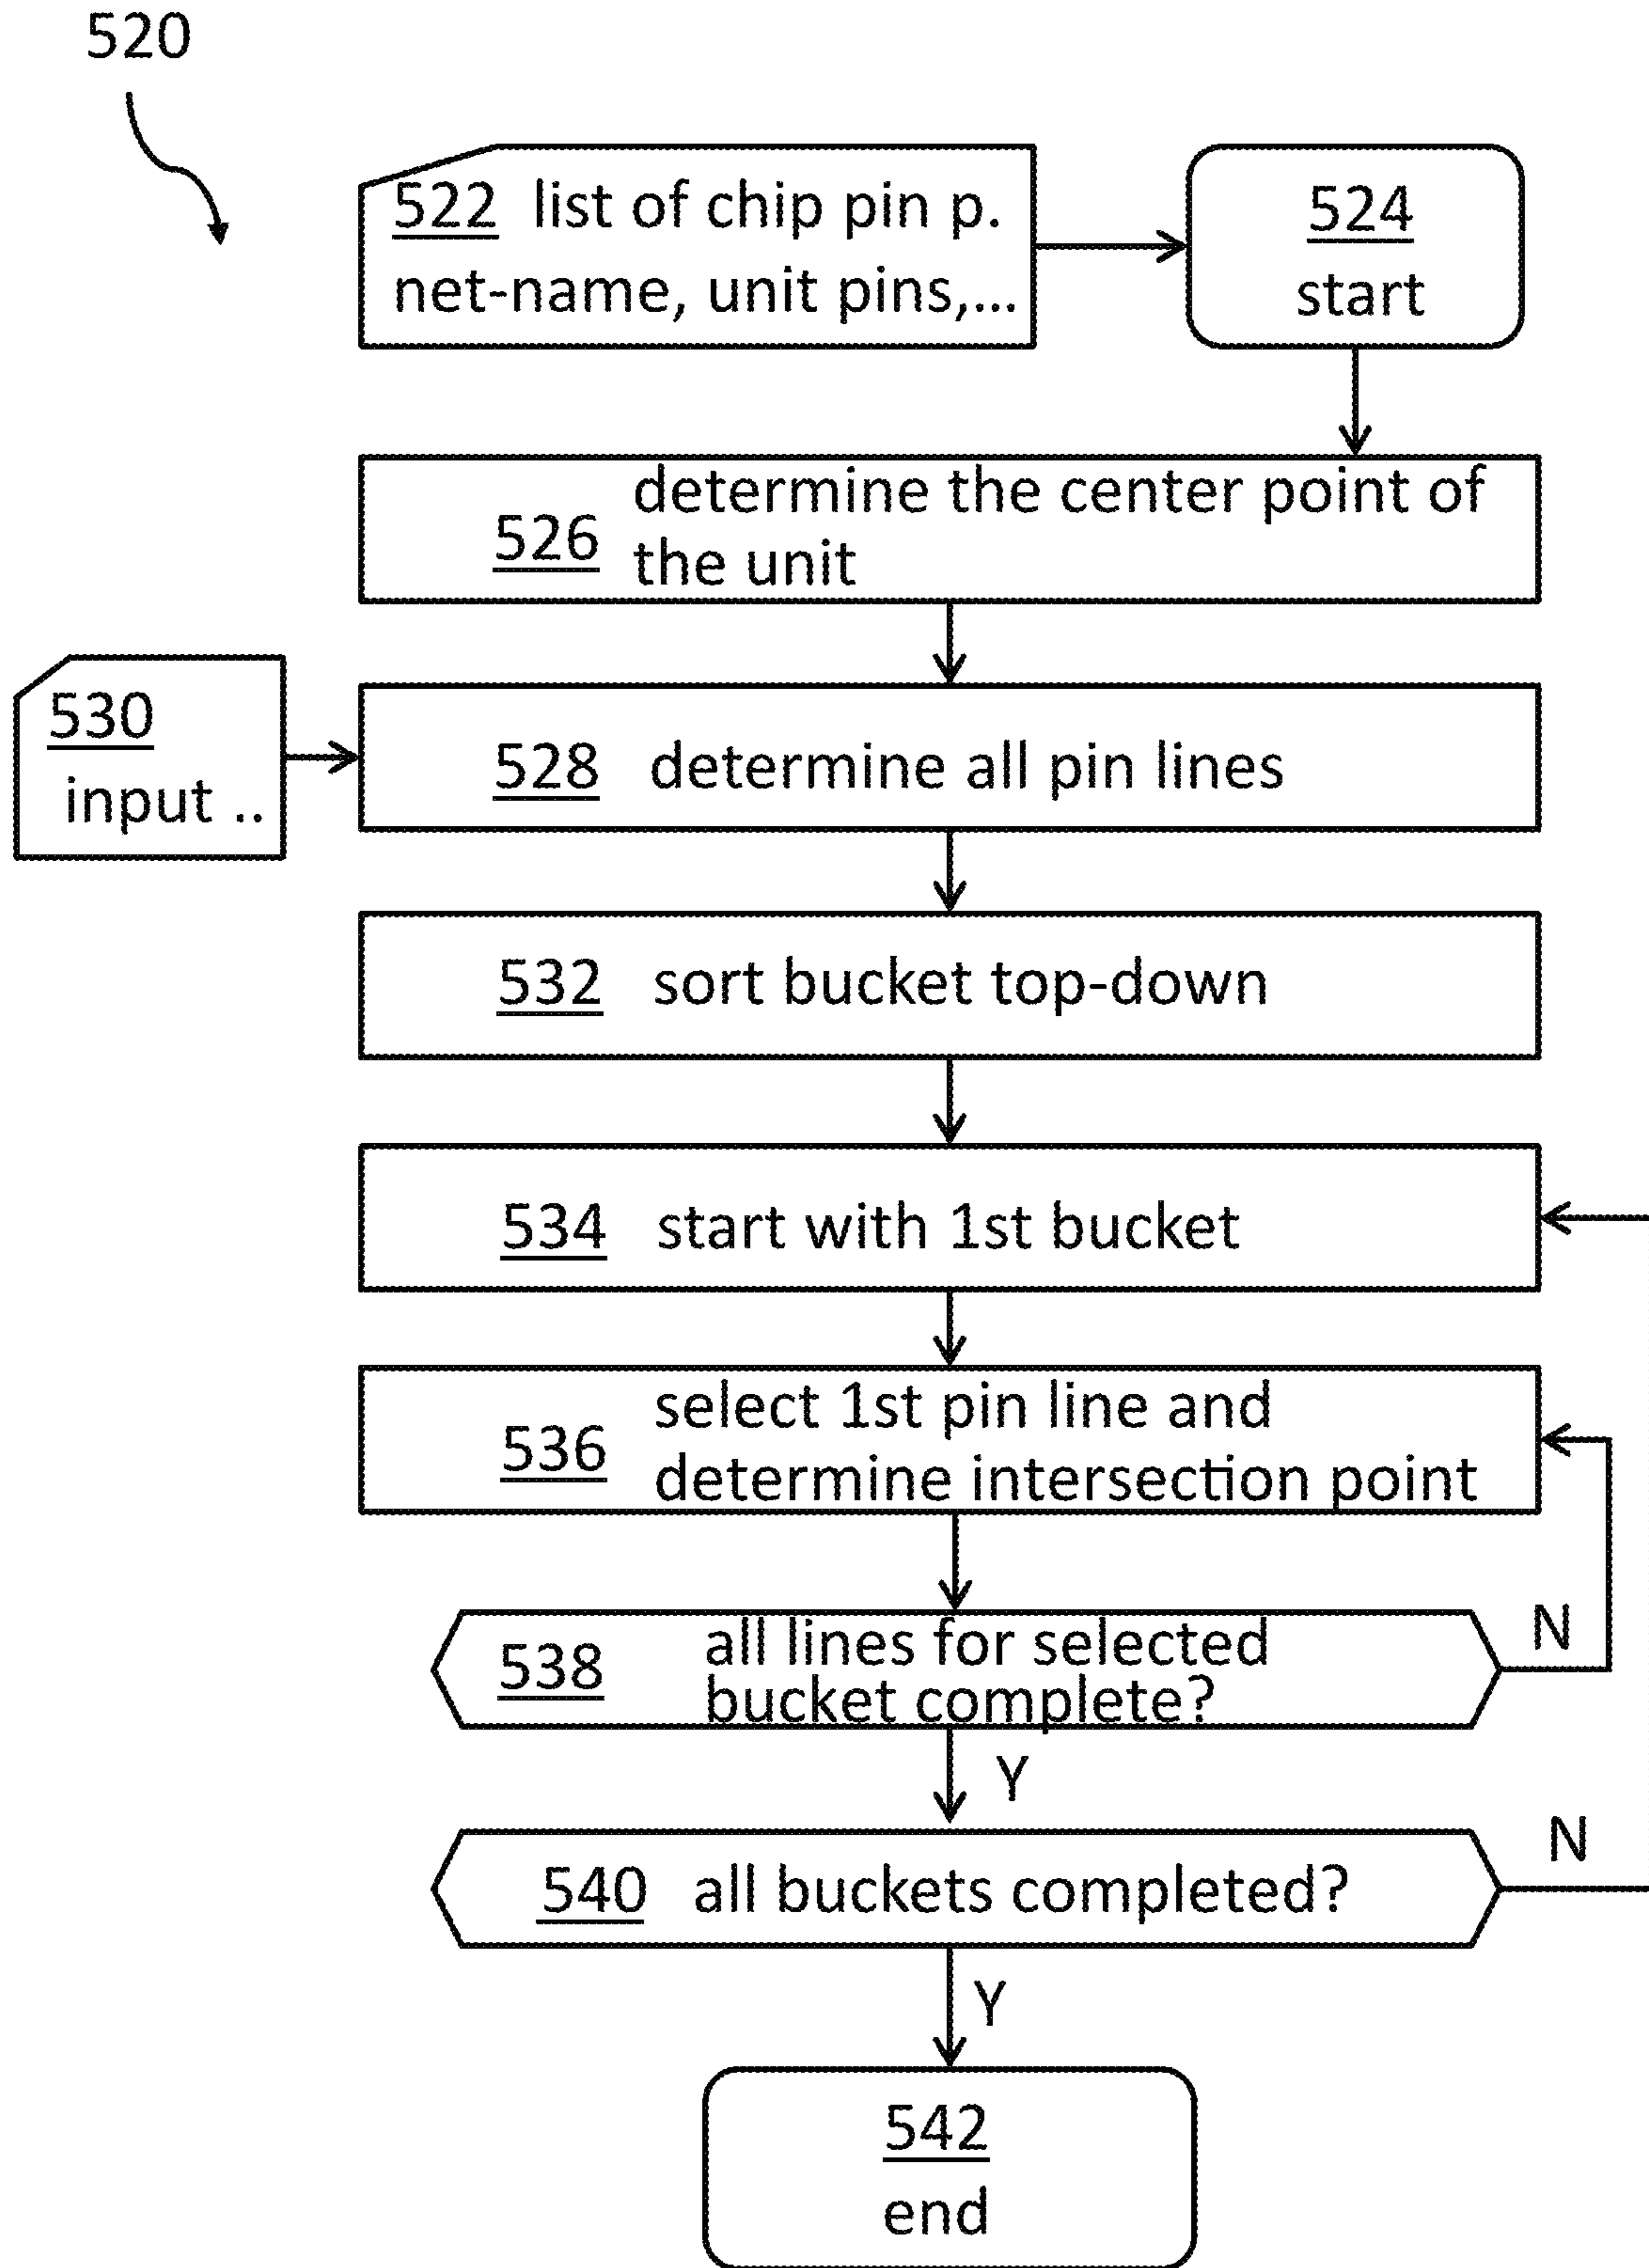 520
522 list of chip pin p.
net-name, unit pins,...
524
start
determine the center point of
526
the unit
530
input ..
528 determine all pin lines
532 sort bucket top-down
534 start with 1st bucket
select 1st pin line and
536
determine intersection point
all lines for selected
538
bucket complete?
N
Y
540 all buckets completed?
N
Y
542
end